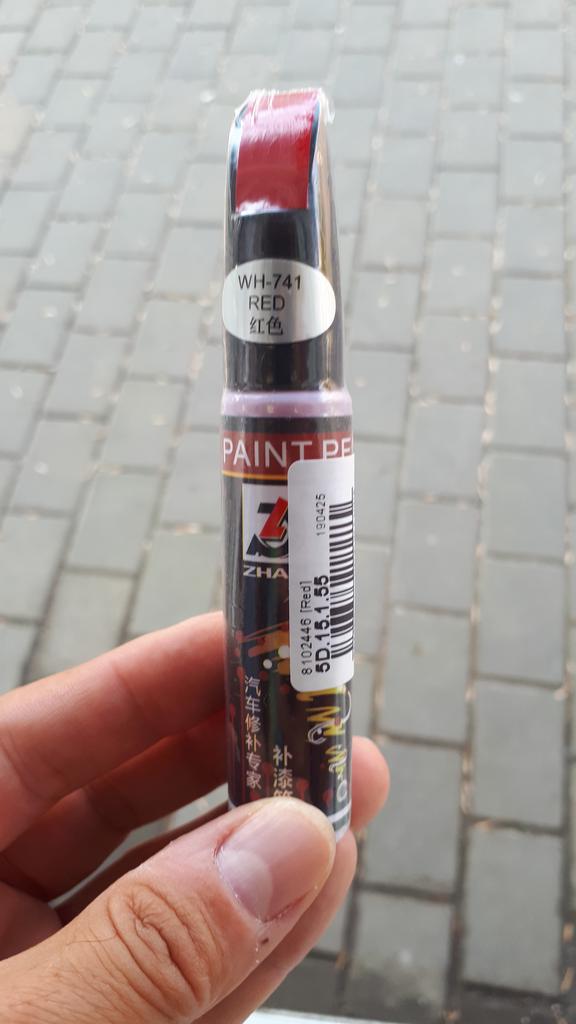 WH-741
RED
红色
PAINT PE
ZHA
190425
8102446 [Red]
5D.15.1.55
汽车修补专家
补漆笔